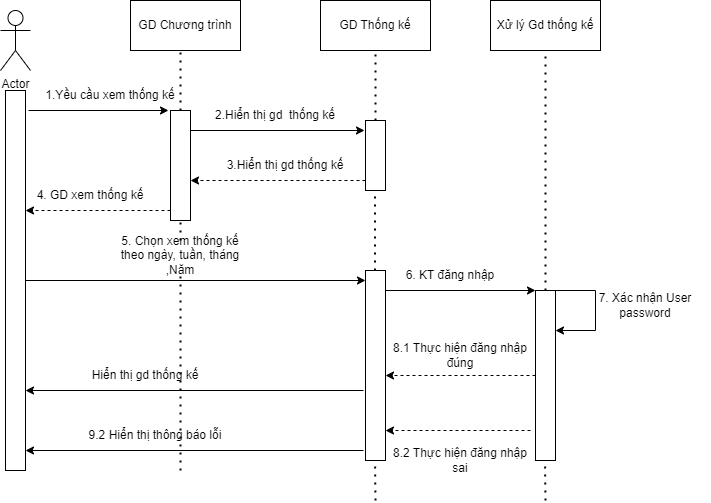 GD Chương trình
GD Thống kế
Xử lý Gd thống kế
Actor
1.Yều cầu xem thống kế
2.Hiển thị gd thống kế
3.Hiển thị gd thống kế
4. GD xem thống kế
5. Chọn xem thống kế
theo ngày, tuần, tháng
,Năm
6. KT đăng nhập
7. Xác nhận User
password
8.1 Thực hiện đăng nhập
đúng
Hiển thị gd thống kế
9.2 Hiển thị thông báo lỗi
8.2 Thực hiện đăng nhập
sai